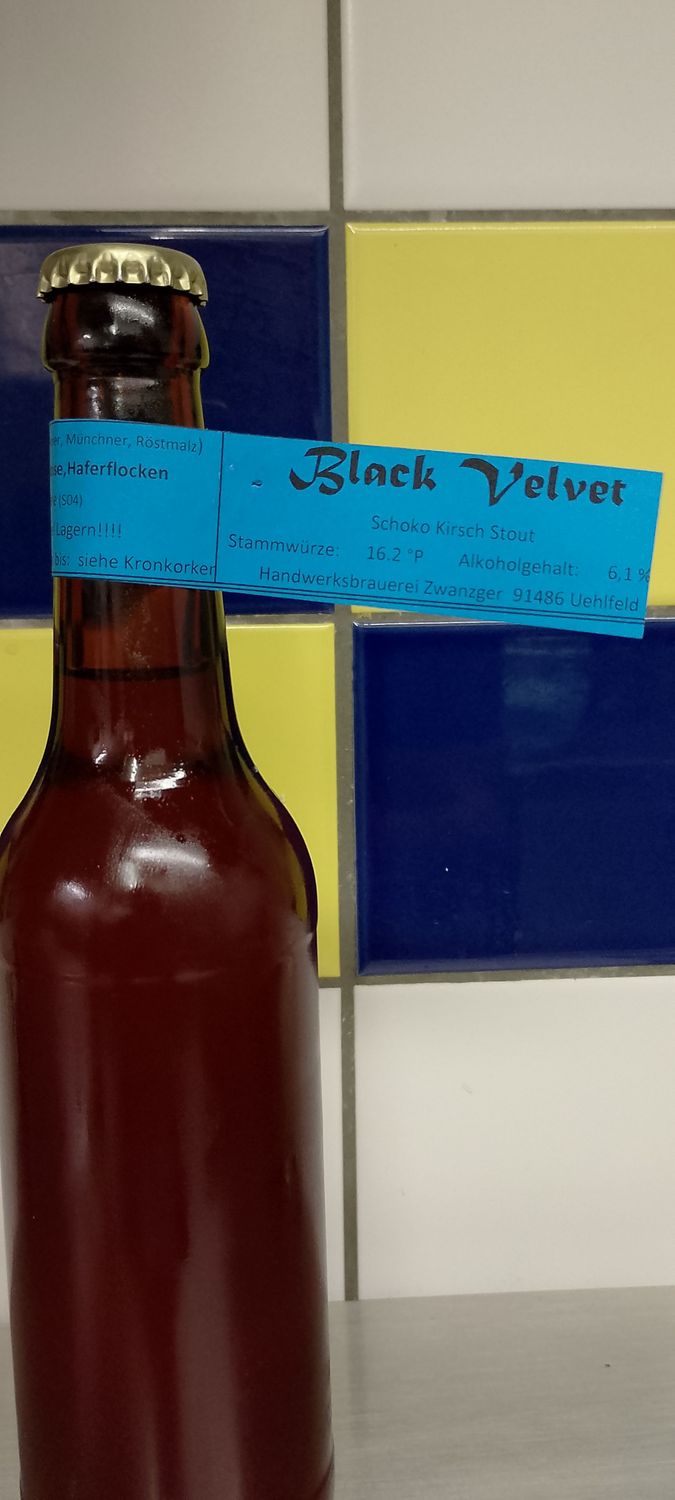 Münchner, Röstmalz)
Haferflocken
(S04)
Lagern!!!!
bis: siehe Kronkorken
Black Velvet
Schoko Kirsch Stout
Stammwürze: 16.2 °P Alkoholgehalt: 6,1 %
Handwerksbrauerei Zwanzger 91486 Uehlfeld